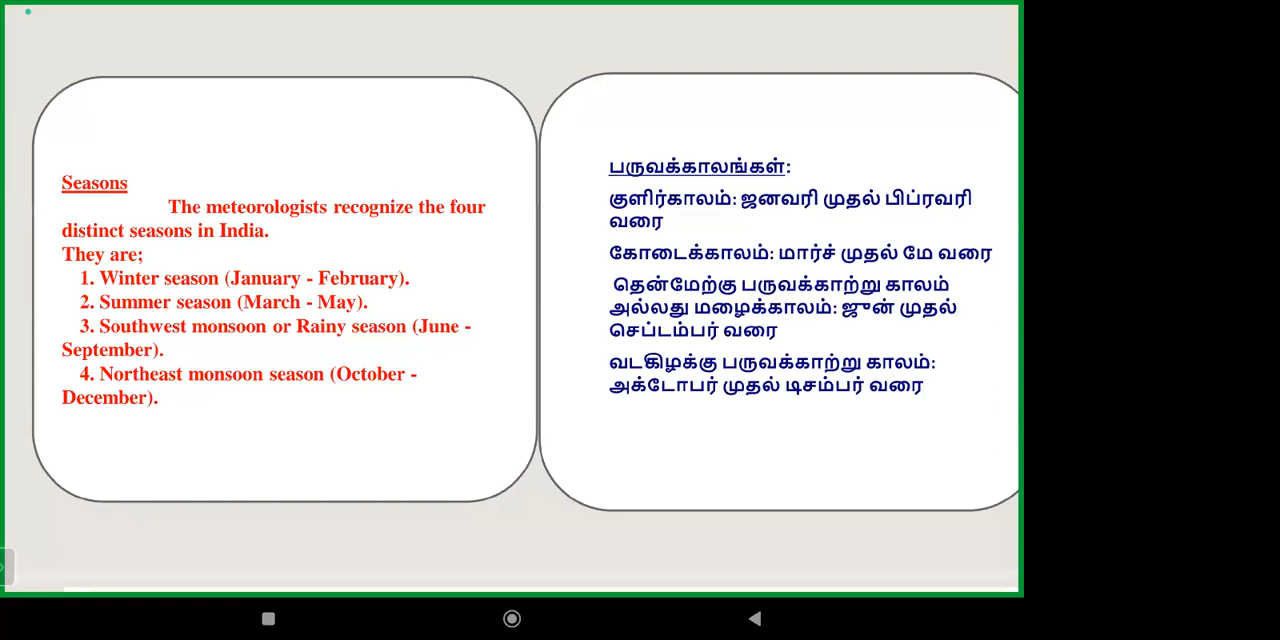 Seasons
The meteorologists recognize the four
distinct seasons in India.
They are;
1. Winter season (January - February).
2. Summer season (March - May).
3. Southwest monsoon or Rainy season (June -
September).
4. Northeast monsoon season (October -
December).
பருவக்காலங்கள்:
குளிர்காலம்: ஜனவரி முதல் பிப்ரவரி
வரை
கோடைக்காலம்: மார்ச் முதல் மே வரை
தென்மேற்கு பருவக்காற்று காலம்
அல்லது மழைக்காலம்: ஜுன் முதல்
செப்டம்பர் வரை
வடகிழக்கு பருவக்காற்று காலம்:
அக்டோபர் முதல் டிசம்பர் வரை